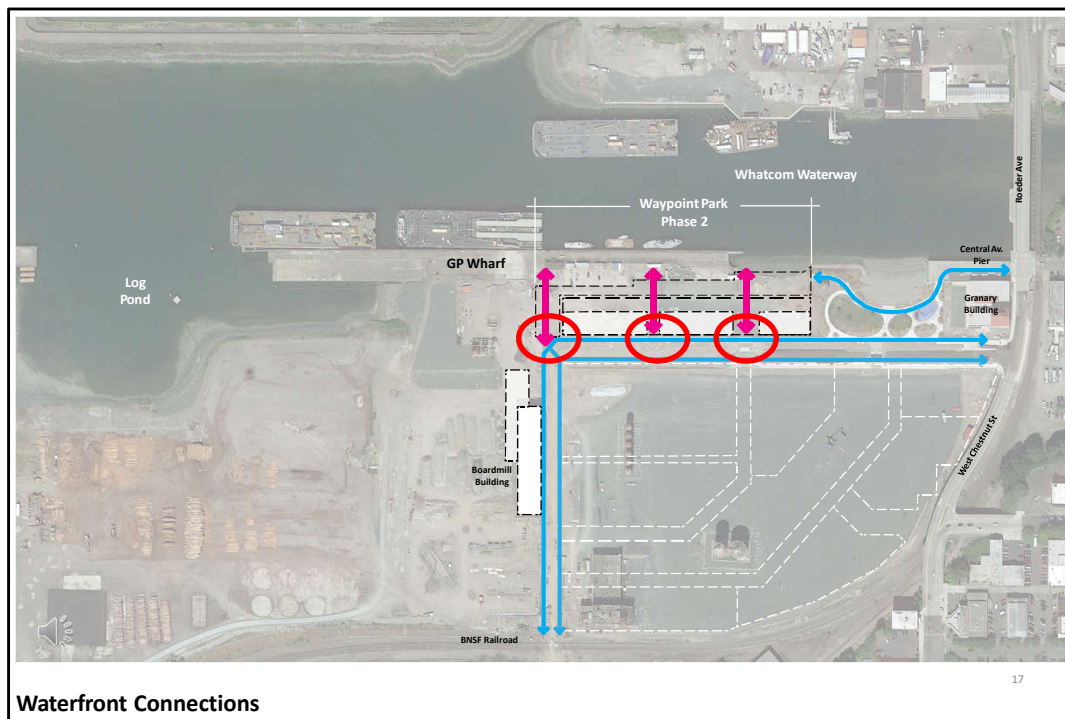 Whatcom Waterway
Roeder Ave
Waypoint Park
Phase 2
Central Av.
Pier
GP Wharf
Log
Pond
Granary
Building
West Chestnut St
Boardmill
Building
BNSF Railroad
17
Waterfront Connections